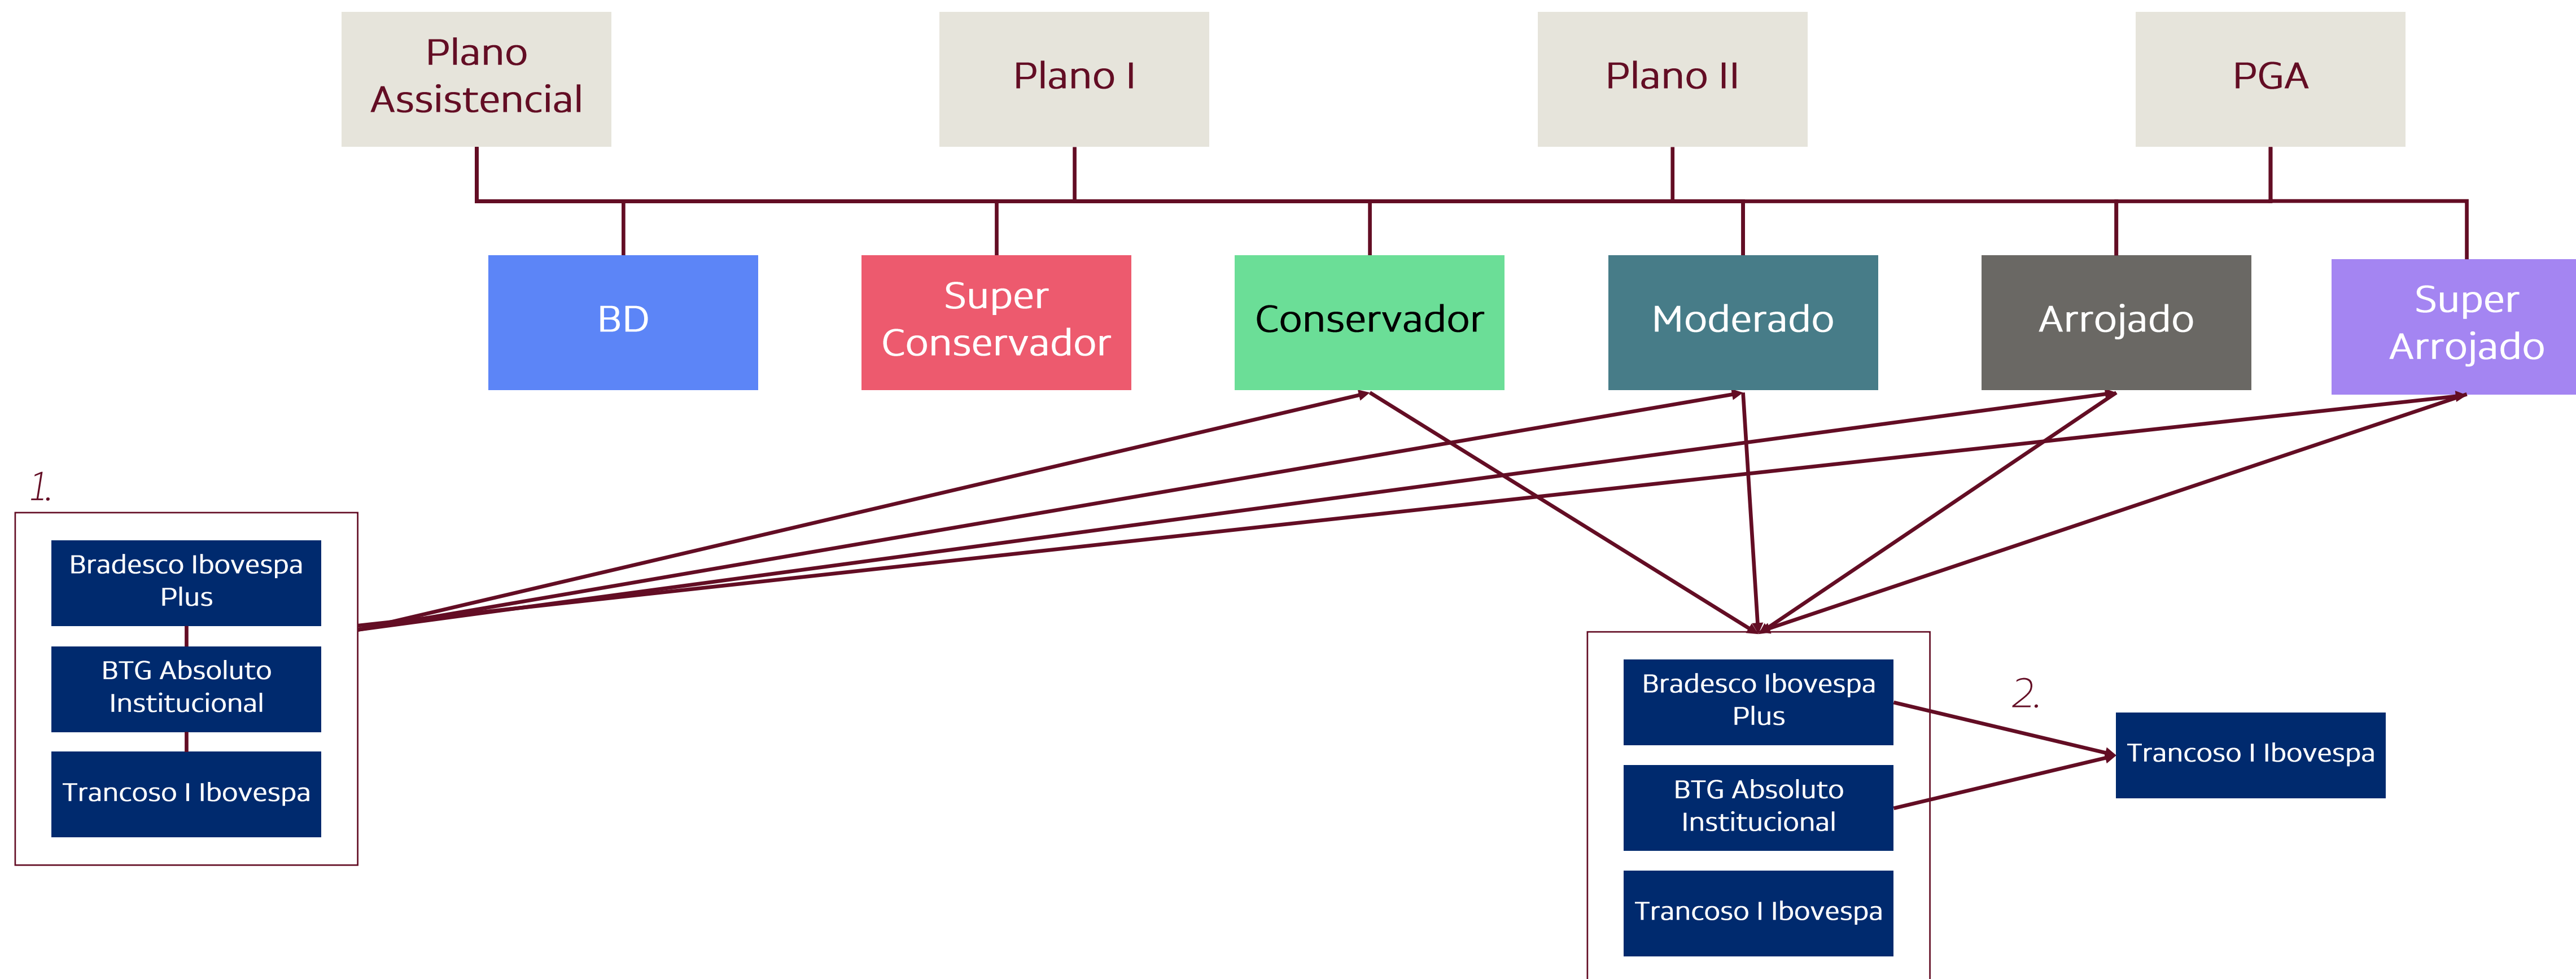 Plano
Assistencial
Plano I
Plano II
PGA
BD
Super
Conservador
Conservador
Moderado
Arrojado
Super
Arrojado
1.
Bradesco Ibovespa
Plus
BTG Absoluto
Institucional
Trancoso I Ibovespa
Bradesco Ibovespa
Plus
BTG Absoluto
Institucional
Trancoso I Ibovespa
2.
Trancoso I Ibovespa